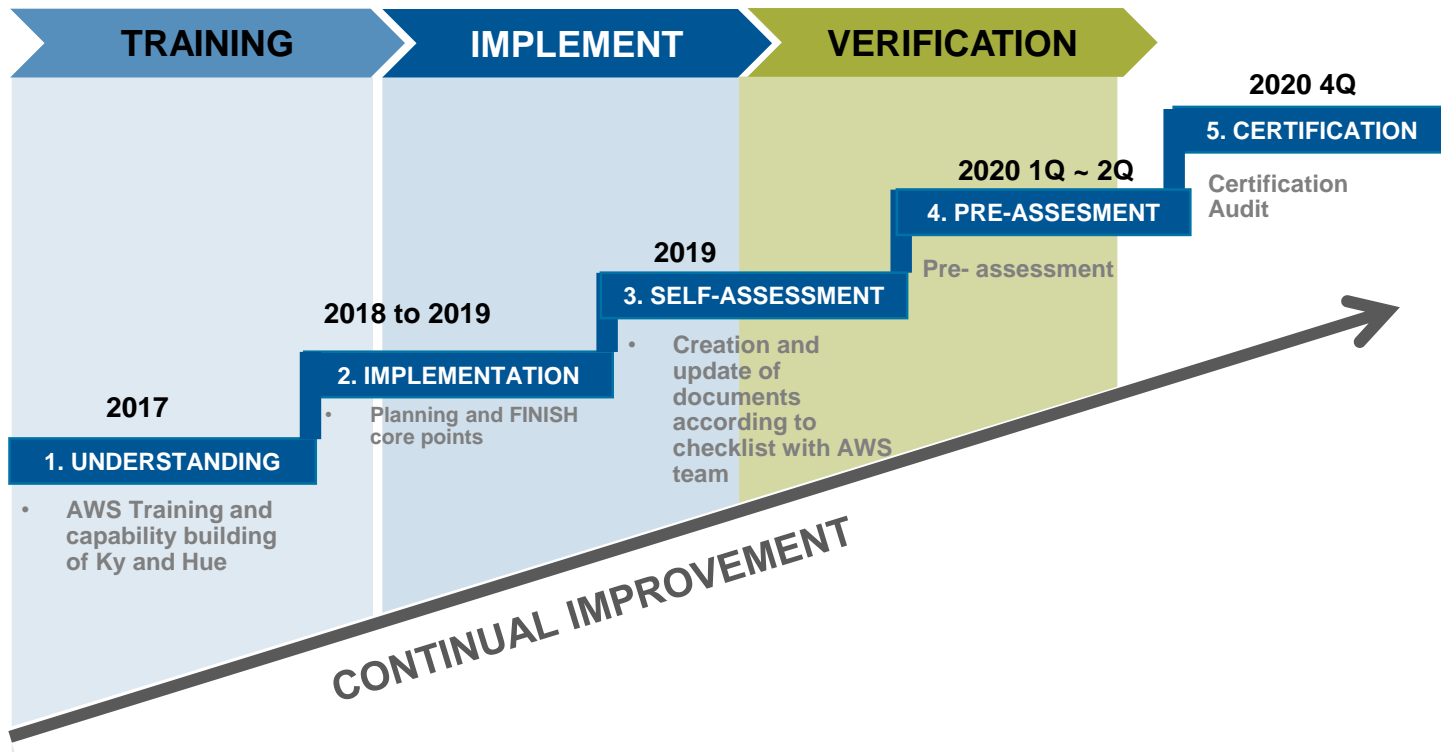 TRAINING
IMPLEMENT
VERIFICATION
2017
1. UNDERSTANDING
• AWS Training and
capability building
of Ky and Hue
2018 to 2019
2. IMPLEMENTATION
• Planning and FINISH
core points
2019
3. SELF-ASSESSMENT
• Creation and
update of
documents
according to
checklist with AWS
team
2020 1Q ~ 2Q
4. PRE-ASSESMENT
Pre- assessment
2020 4Q
5. CERTIFICATION
Certification
Audit
CONTINUAL IMPROVEMENT